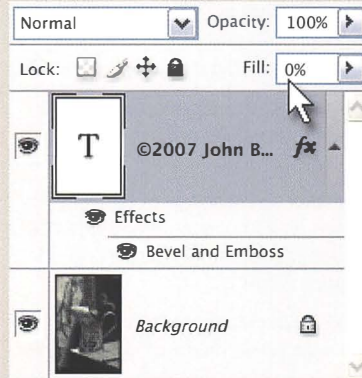 Normal Opacity: 100%
Lock: Fill: 0%
T ©2007 John B... fx
Effects
Bevel and Emboss
Background